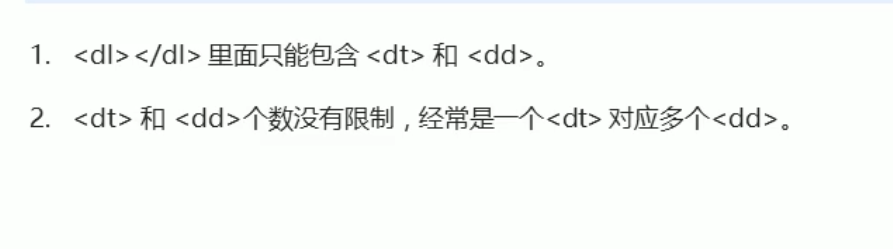 1. <dl></dl> 里面只能包含 <dt> 和 <dd>。
2. <dt> 和 <dd>个数没有限制，经常是一个<dt> 对应多个<dd>。